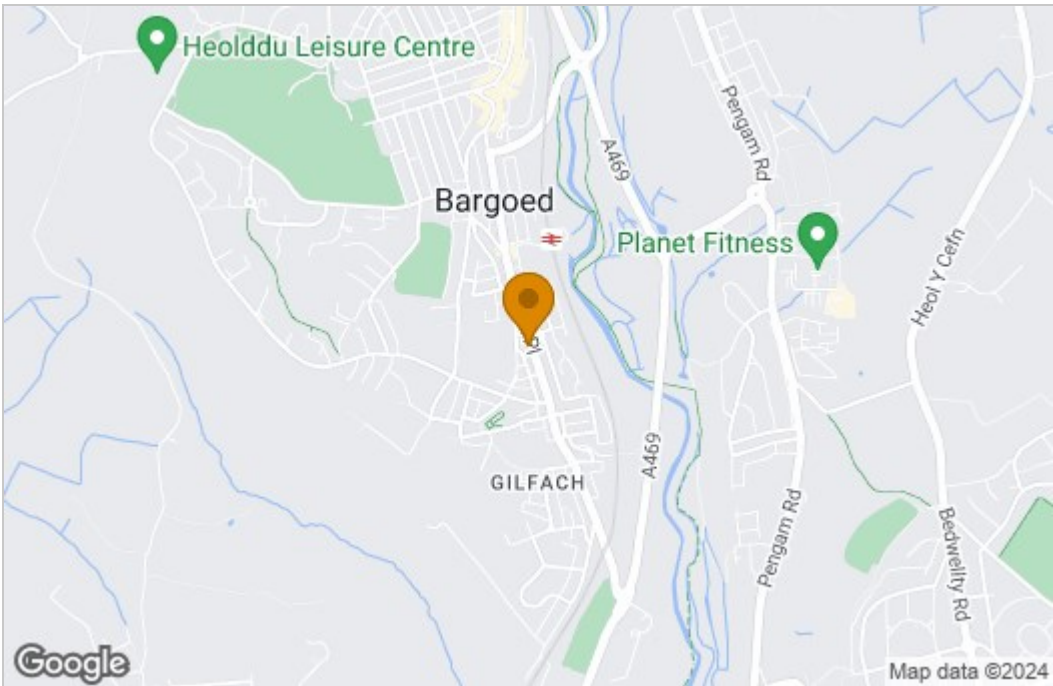 Heolddu Leisure Centre
Pengam Rd
A469
Bargoed
Planet Fitness
Heol Y Cefn
Pl
GILFACH
A469
Pengam Rd
Bedwellty Rd
Google
Map data ©2024